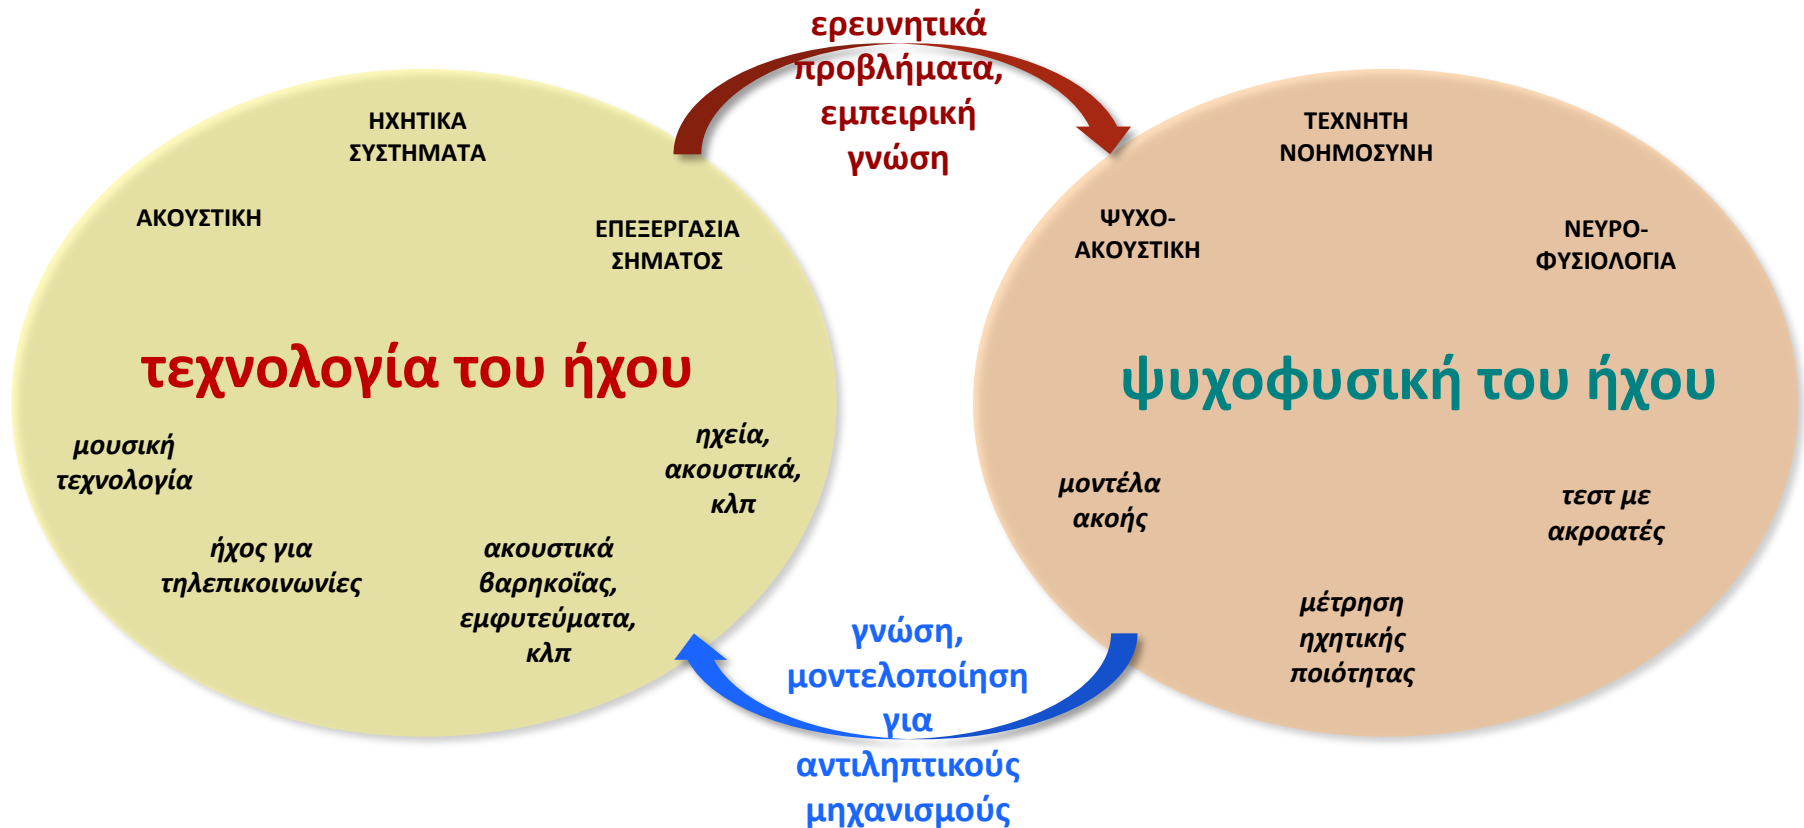 ερευνητικά
προβλήματα,
εμπειρική
γνώση
ΗΧΗΤΙΚΑ
ΣΥΣΤΗΜΑΤΑ
ΑΚΟΥΣΤΙΚΗ
ΕΠΕΞΕΡΓΑΣΙΑ
ΣΗΜΑΤΟΣ
τεχνολογία του ήχου
μουσική
τεχνολογία
ηχεία,
ακουστικά,
κλπ
ήχος για
τηλεπικοινωνίες
ακουστικά
βαρηκοΐας,
εμφυτεύματα,
κλπ
ΤΕΧΝΗΤΗ
ΝΟΗΜΟΣΥΝΗ
ΨΥΧΟ-
ΑΚΟΥΣΤΙΚΗ
ΝΕΥΡΟ-
ΦΥΣΙΟΛΟΓΙΑ
ψυχοφυσική του ήχου
μοντέλα
ακοής
τεστ με
ακροατές
μέτρηση
ηχητικής
ποιότητας
γνώση,
μοντελοποίηση
για
αντιληπτικούς
μηχανισμούς